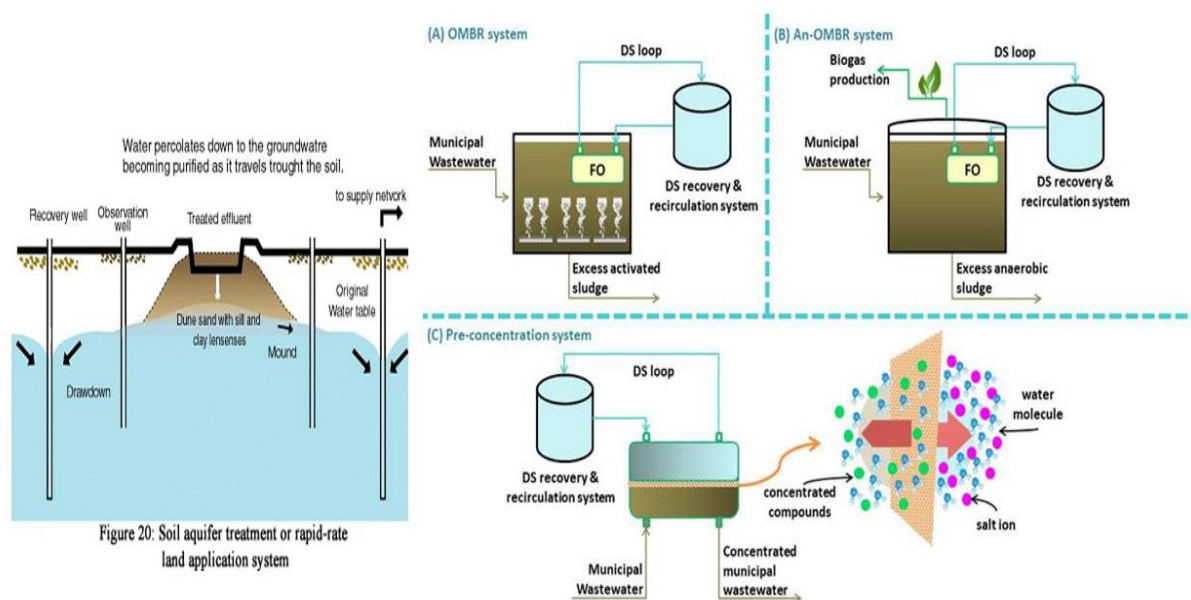 Water percolates down to the groundwatre
becoming purified as it travels trought the soil.
to supply netvork
Recovery well
Observation
well
Treated effluent
Original
Water table
Dune sand with sill and
clay lensenses
Mound
Drawdown
Figure 20: Soil aquifer treatment or rapid-rate
land application system
(A) OMBR system
DS loop
Municipal
Wastewater
FO
DS recovery &
recirculation system
Excess activated
sludge
(B) An-OMBR system
Biogas
production
DS loop
Municipal
Wastewater
FO
DS recovery &
recirculation system
Excess anaerobic
sludge
(C) Pre-concentration system
DS loop
DS recovery &
recirculation system
Municipal
Wastewater
Concentrated
municipal
wastewater
concentrated
compounds
water
molecule
salt ion